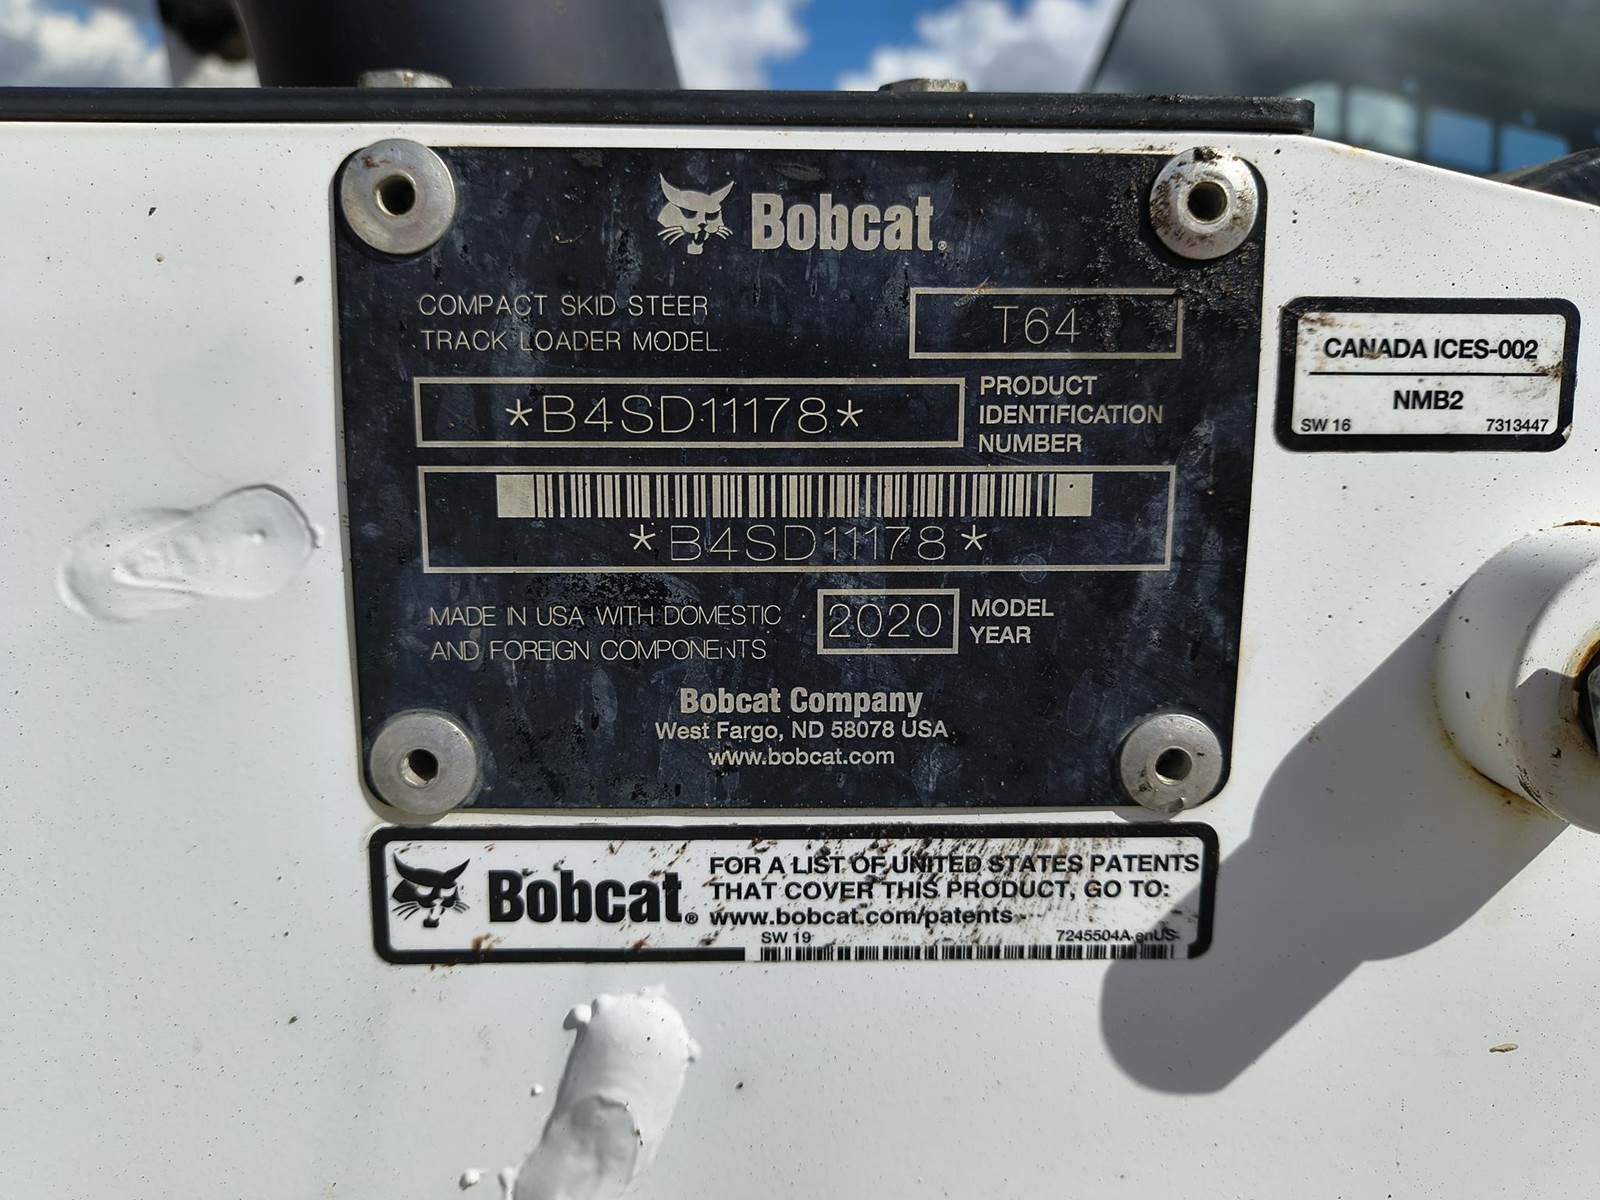 Bobcat®
COMPACT SKID STEER
TRACK LOADER MODEL
T64
*B4SD11178*
PRODUCT
IDENTIFICATION
NUMBER
*B4SD11178*
MADE IN USA WITH DOMESTIC
AND FOREIGN COMPONENTS
2020
MODEL
YEAR
Bobcat Company
West Fargo, ND 58078 USA
www.bobcat.com
CANADA ICES-002
NMB2
SW 16 7313447
Bobcat®
FOR A LIST OF UNITED STATES PATENTS
THAT COVER THIS PRODUCT, GO TO:
www.bobcat.com/patents
SW 19 7245504A-enUS